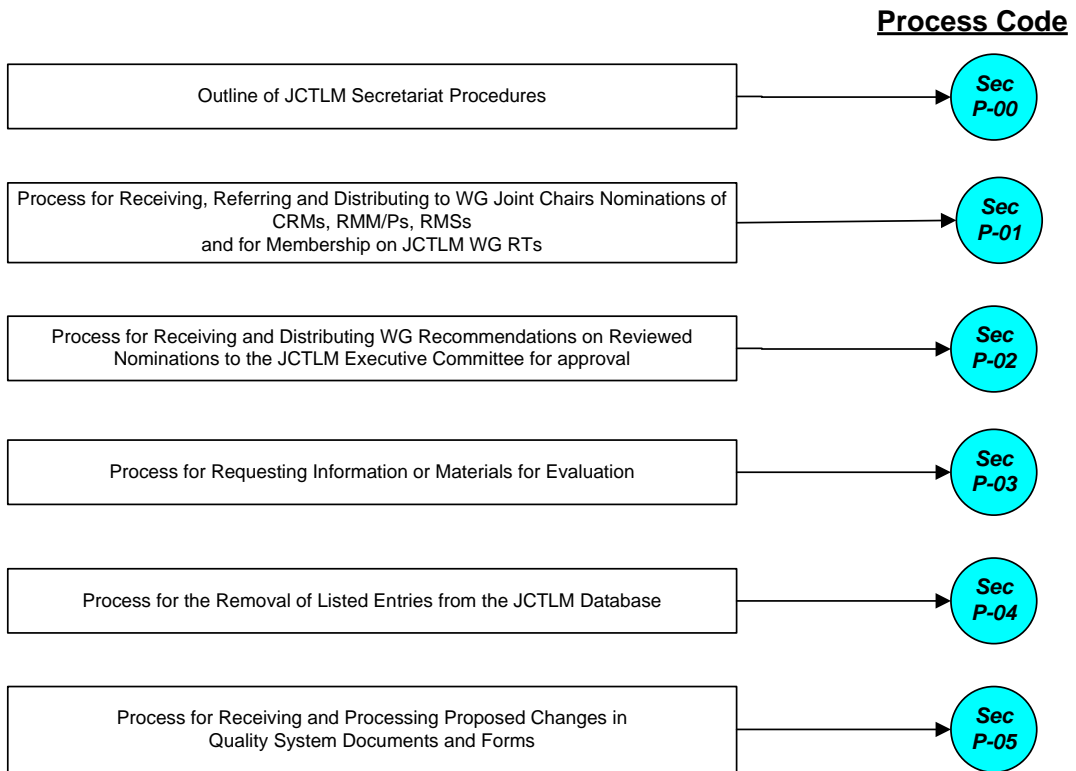 Process Code
Outline of JCTLM Secretariat Procedures
Sec
P-00
Process for Receiving, Referring and Distributing to WG Joint Chairs Nominations of
CRMs, RMM/Ps, RMSs
and for Membership on JCTLM WG RTs
Sec
P-01
Process for Receiving and Distributing WG Recommendations on Reviewed
Nominations to the JCTLM Executive Committee for approval
Sec
P-02
Process for Requesting Information or Materials for Evaluation
Sec
P-03
Process for the Removal of Listed Entries from the JCTLM Database
Sec
P-04
Process for Receiving and Processing Proposed Changes in
Quality System Documents and Forms
Sec
P-05